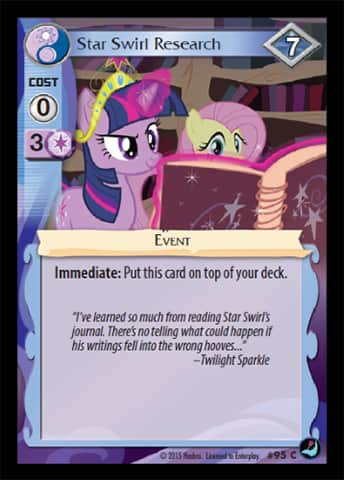 Star Swirl Research
7
COST
0
3
EVENT
Immediate: Put this card on top of your deck.
"I've learned so much from reading Star Swirl's
journal. There's no telling what could happen if
his writings fell into the wrong hooves..."
–Twilight Sparkle
© 2015 Hasbro. Licensed to Enterplay. #95 C